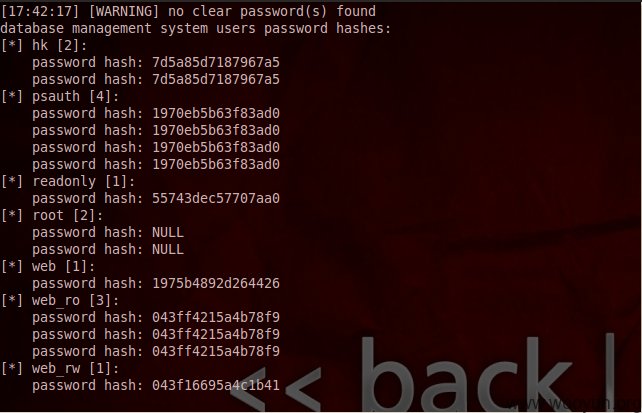 [17:42:17] [WARNING] no clear password(s) found
database management system users password hashes:
[*] hk [2]:
    password hash: 7d5a85d7187967a5
    password hash: 7d5a85d7187967a5
[*] psauth [4]:
    password hash: 1970eb5b63f83ad0
    password hash: 1970eb5b63f83ad0
    password hash: 1970eb5b63f83ad0
    password hash: 1970eb5b63f83ad0
[*] readonly [1]:
    password hash: 55743dec57707aa0
[*] root [2]:
    password hash: NULL
    password hash: NULL
[*] web [1]:
    password hash: 1975b4892d264426
[*] web_ro [3]:
    password hash: 043ff4215a4b78f9
    password hash: 043ff4215a4b78f9
    password hash: 043ff4215a4b78f9
[*] web_rw [1]:
    password hash: 043f16695a4c1b41
<< back |